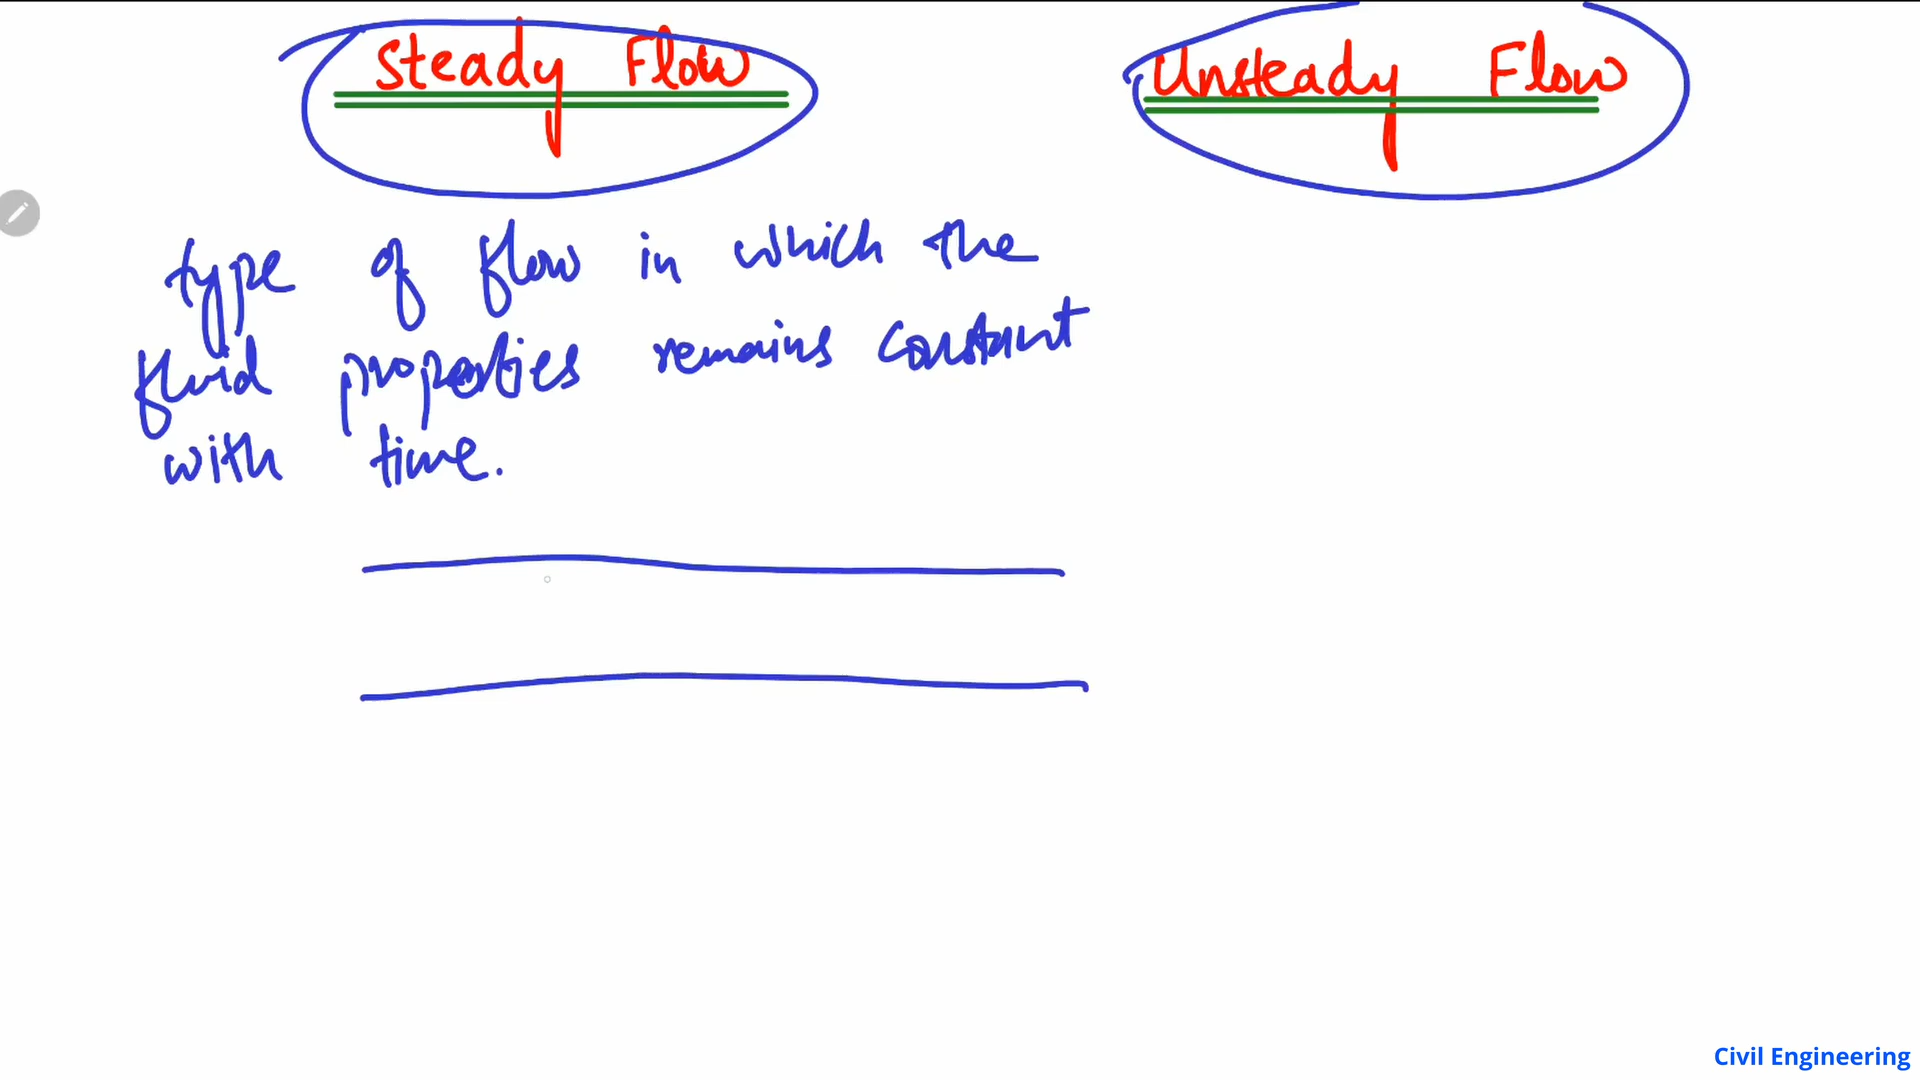 Steady Flow
Unsteady Flow
type of flow in which the
fluid properties remains constant
with time.
Civil Engineering